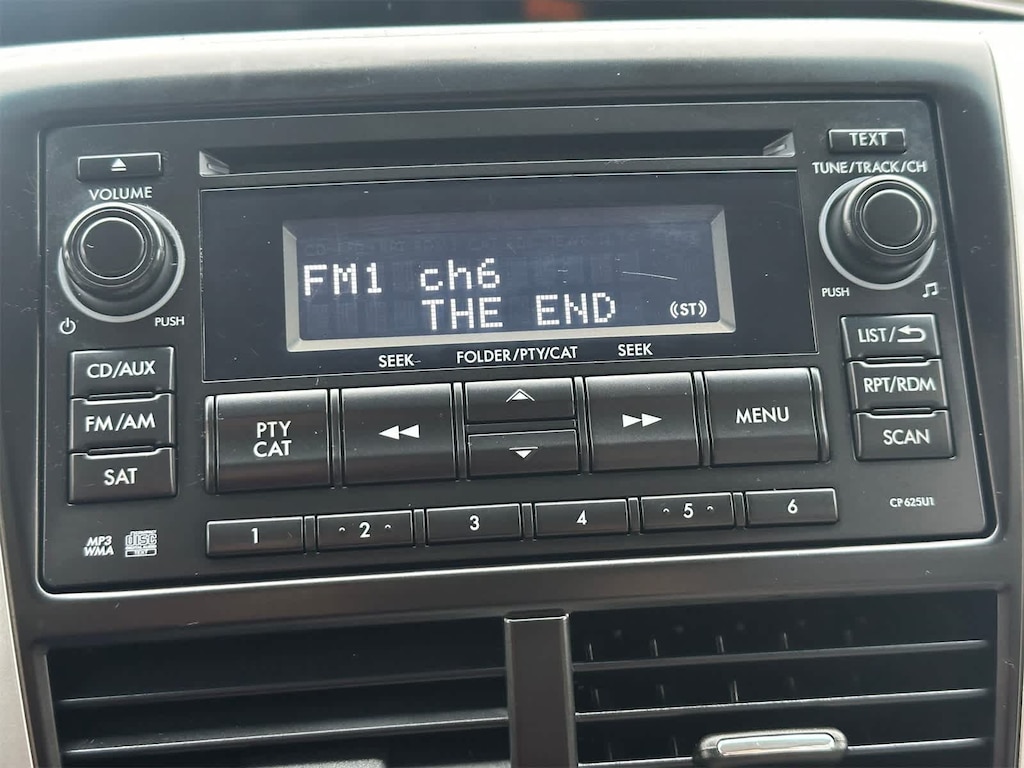 TEXT
VOLUME
TUNE/TRACK/CH
FM1 ch6
THE END ((ST))
PUSH
PUSH
SEEK FOLDER/PTY/CAT SEEK
CD/AUX
FM/AM
SAT
PTY
CAT
MENU
LIST/
RPT/RDM
SCAN
1 2 3 4 5 6
CP625U1
MP3
WMA
DISC
TEXT